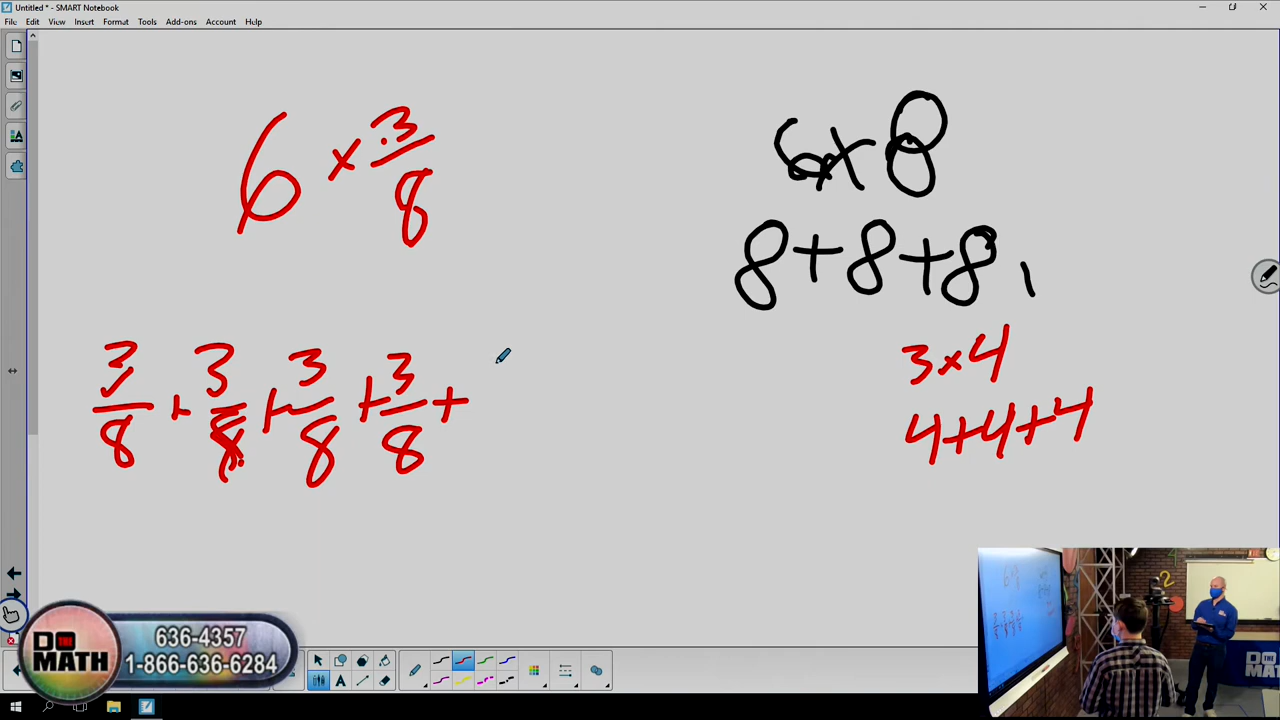 Untitled * - SMART Notebook
File Edit View Insert Format Tools Add-ons Account Help
6 × 3/8
6 × 8
8 + 8 + 8
3 × 4
4 + 4 + 4
3/8 + 3/8 + 3/8 + 3/8 +
DO THE MATH
636-4357
1-866-636-6284